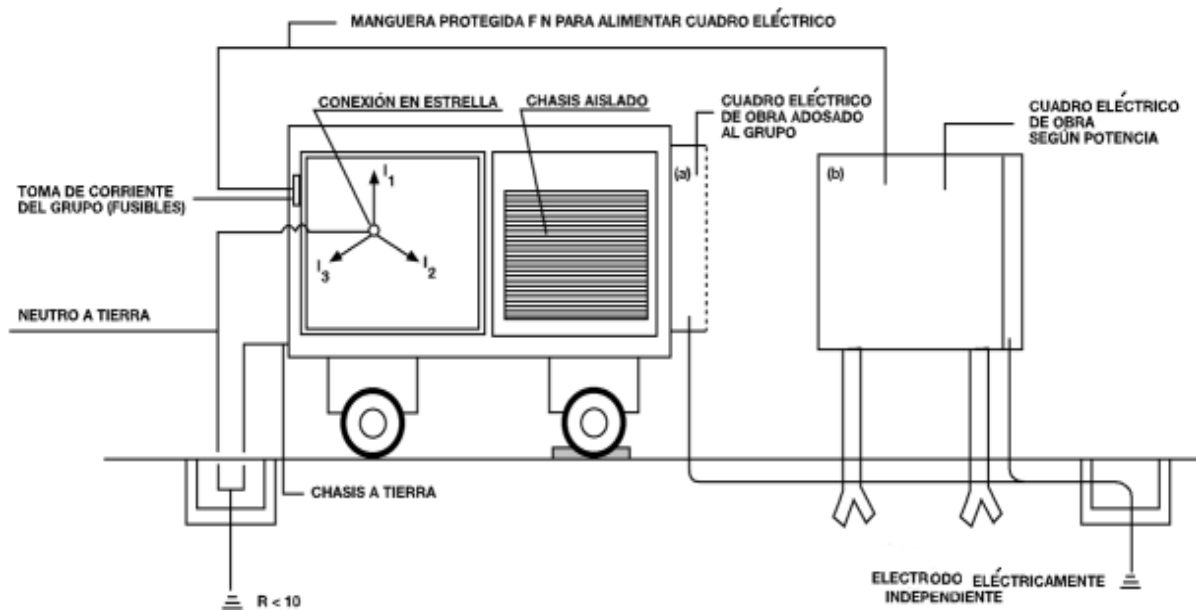 MANGUERA PROTEGIDA F N PARA ALIMENTAR CUADRO ELÉCTRICO
CONEXIÓN EN ESTRELLA
CHASIS AISLADO
CUADRO ELÉCTRICO
DE OBRA ADOSADO
AL GRUPO
CUADRO ELÉCTRICO
DE OBRA
SEGÚN POTENCIA
(a)
(b)
TOMA DE CORRIENTE
DEL GRUPO (FUSIBLES)
I1
I3
I2
NEUTRO A TIERRA
CHASIS A TIERRA
R < 10
ELECTRODO ELÉCTRICAMENTE
INDEPENDIENTE